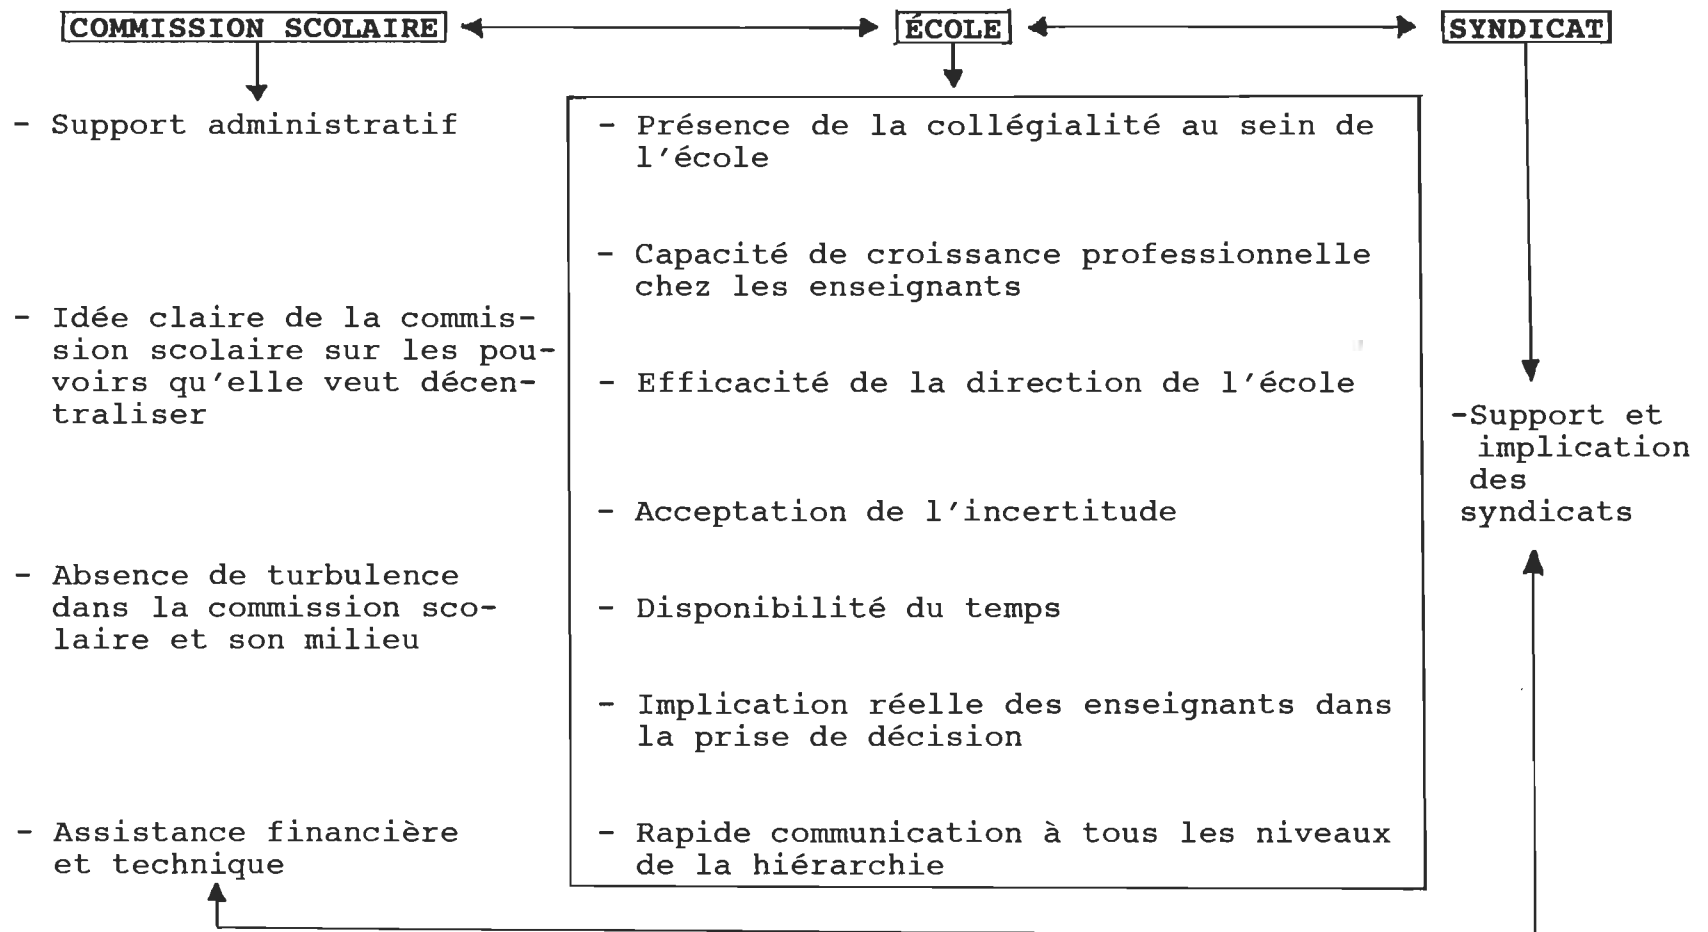 COMMISSION SCOLAIRE
ÉCOLE
SYNDICAT
- Support administratif
- Idée claire de la commis-
sion scolaire sur les pou-
voirs qu'elle veut décen-
traliser
- Absence de turbulence
dans la commission sco-
laire et son milieu
- Assistance financière
et technique
- Présence de la collégialité au sein de
l'école
- Capacité de croissance professionnelle
chez les enseignants
- Efficacité de la direction de l'école
- Acceptation de l'incertitude
- Disponibilité du temps
- Implication réelle des enseignants dans
la prise de décision
- Rapide communication à tous les niveaux
de la hiérarchie
-Support et
implication
des
syndicats